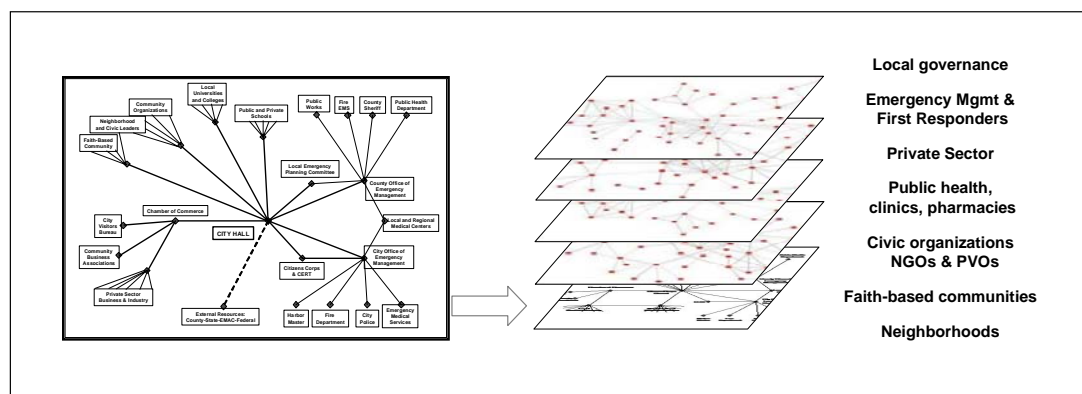 Local
Universities
and Colleges
Community
Organizations
Public and Private
Schools
Neighborhood
and Civic Leaders
Faith-Based
Community
Public
Works
Fire
EMS
County
Sheriff
Public Health
Department
Local Emergency
Planning Committee
County Office of
Emergency
Management
Chamber of Commerce
City
Visitors
Bureau
CITY HALL
Local and Regional
Medical Centers
Community
Business
Associations
Citizens Corps
& CERT
City Office of
Emergency
Management
Private Sector
Business & Industry
External Resources:
County-State-EMAC-Federal
Harbor
Master
Fire
Department
City
Police
Emergency
Medical
Services
Local governance
Emergency Mgmt &
First Responders
Private Sector
Public health,
clinics, pharmacies
Civic organizations
NGOs & PVOs
Faith-based communities
Neighborhoods